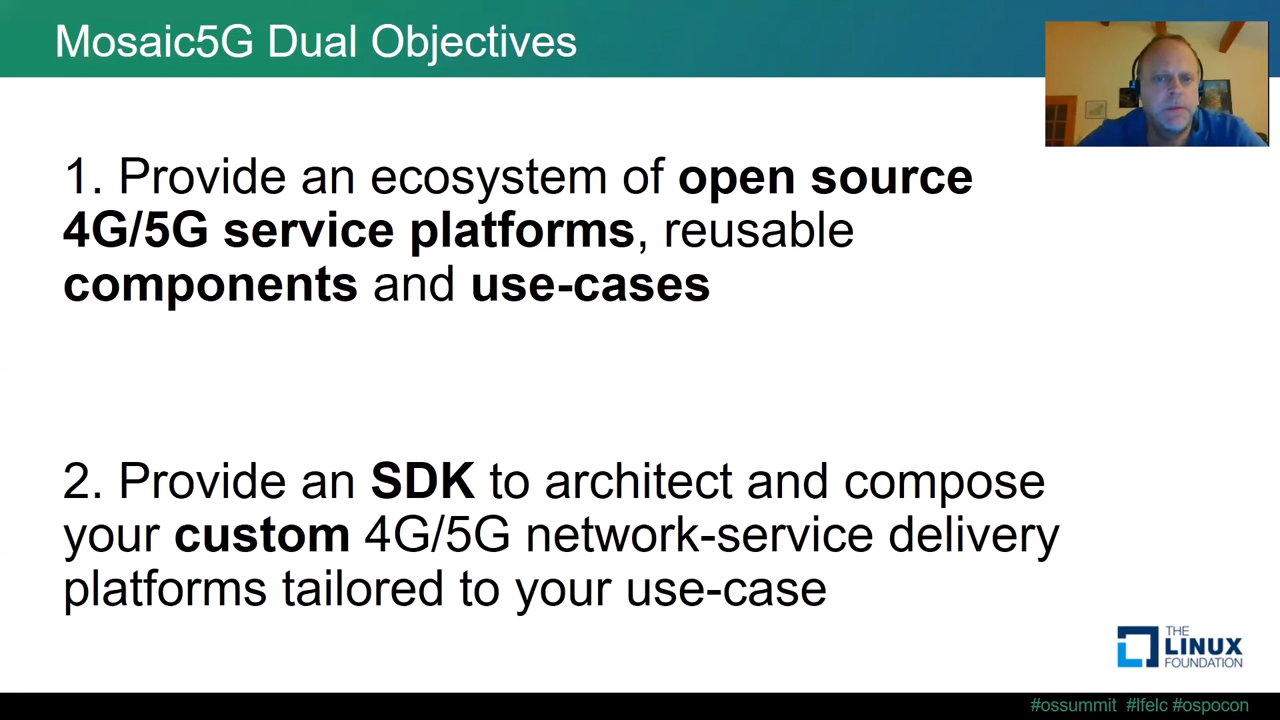 Mosaic5G Dual Objectives
1. Provide an ecosystem of open source
4G/5G service platforms, reusable
components and use-cases
2. Provide an SDK to architect and compose
your custom 4G/5G network-service delivery
platforms tailored to your use-case
THE
LINUX
FOUNDATION
#ossummit #lfelc #ospocon